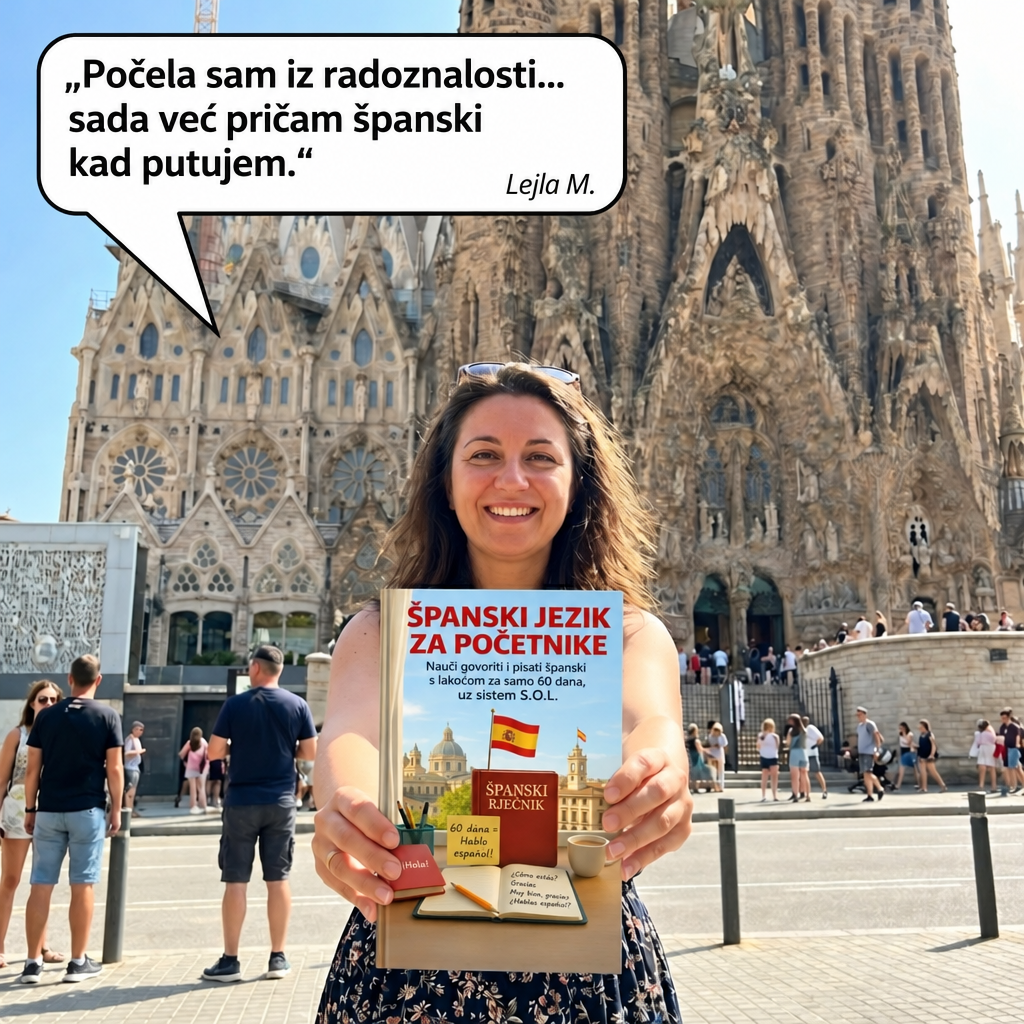 „Počela sam iz radoznalosti...
sada već pričam španski
kad putujem.“
Lejla M.
ŠPANSKI JEZIK
ZA POČETNIKE
Nauči govoriti i pisati španski
s lakoćom za samo 60 dana,
uz sistem S.O.L.
ŠPANSKI
RJEČNIK
60 dana =
Hablo
español!
¡Hola!
¿Cómo estás?
Gracias
Muy bien, gracias
¿Hablas español?